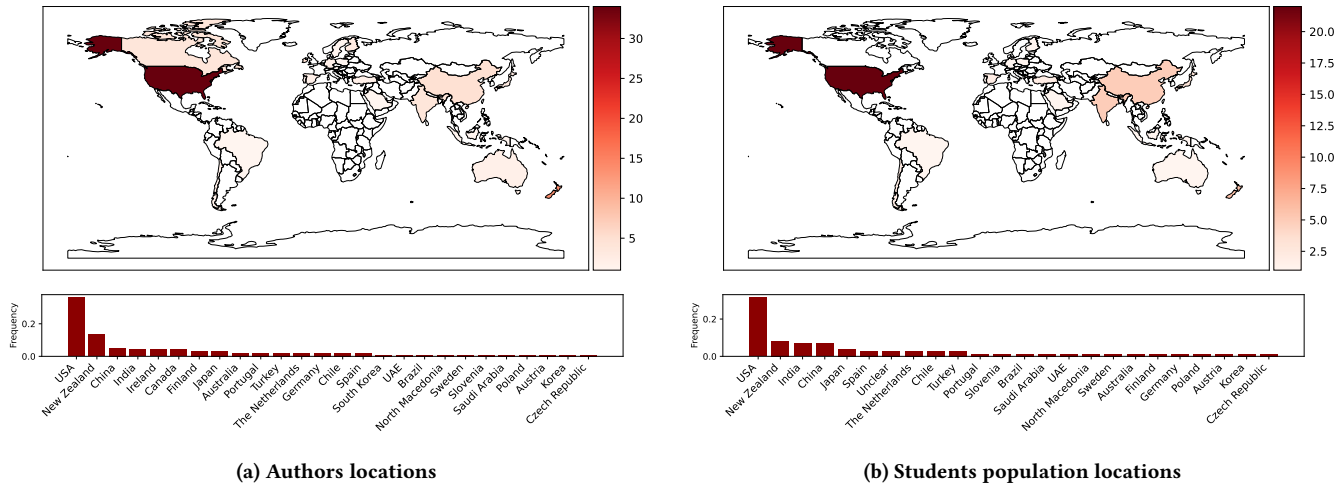 30
25
20
15
10
5
20.0
17.5
15.0
12.5
10.0
7.5
5.0
2.5
Frequency
0.2
0.0
USA
New Zealand
China
India
Ireland
Canada
Finland
Japan
Australia
Portugal
Turkey
The Netherlands
Germany
Chile
Spain
South Korea
UAE
Brazil
North Macedonia
Sweden
Slovenia
Saudi Arabia
Poland
Austria
Korea
Czech Republic
Frequency
0.2
0.0
USA
New Zealand
India
China
Japan
Spain
Unclear
The Netherlands
Chile
Turkey
Portugal
Slovenia
Saudi Arabia
UAE
Brazil
North Macedonia
Sweden
Australia
Finland
Germany
Poland
Austria
Korea
Czech Republic
(a) Authors locations
(b) Students population locations